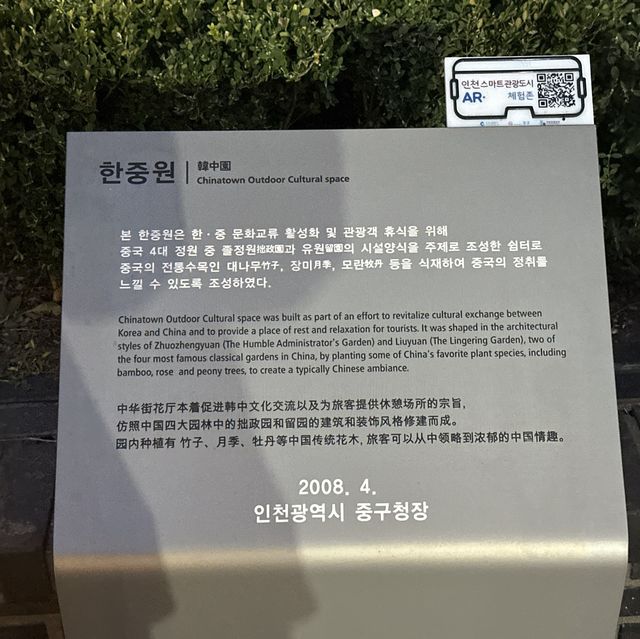 인천스마트관광도시
AR· 체험존
한중원 | 韓中園
Chinatown Outdoor Cultural space
본 한중원은 한·중 문화교류 활성화 및 관광객 휴식을 위해
중국 4대 정원 중 졸정원拙政園과 유원留園의 시설양식을 주제로 조성한 쉼터로
중국의 전통수목인 대나무竹子, 장미月季, 모란牧丹 등을 식재하여 중국의 정취를
느낄 수 있도록 조성하였다.
Chinatown Outdoor Cultural space was built as part of an effort to revitalize cultural exchange between
Korea and China and to provide a place of rest and relaxation for tourists. It was shaped in the architectural
styles of Zhuozhengyuan (The Humble Administrator's Garden) and Liuyuan (The Lingering Garden), two of
the four most famous classical gardens in China, by planting some of China's favorite plant species, including
bamboo, rose and peony trees, to create a typically Chinese ambiance.
中华街花厅本着促进韩中文化交流以及为旅客提供休憩场所的宗旨,
仿照中国四大园林中的拙政园和留园的建筑和装饰风格修建而成。
园内种植有 竹子、月季、牡丹等中国传统花木, 旅客可以从中领略到浓郁的中国情趣。
2008. 4.
인천광역시 중구청장